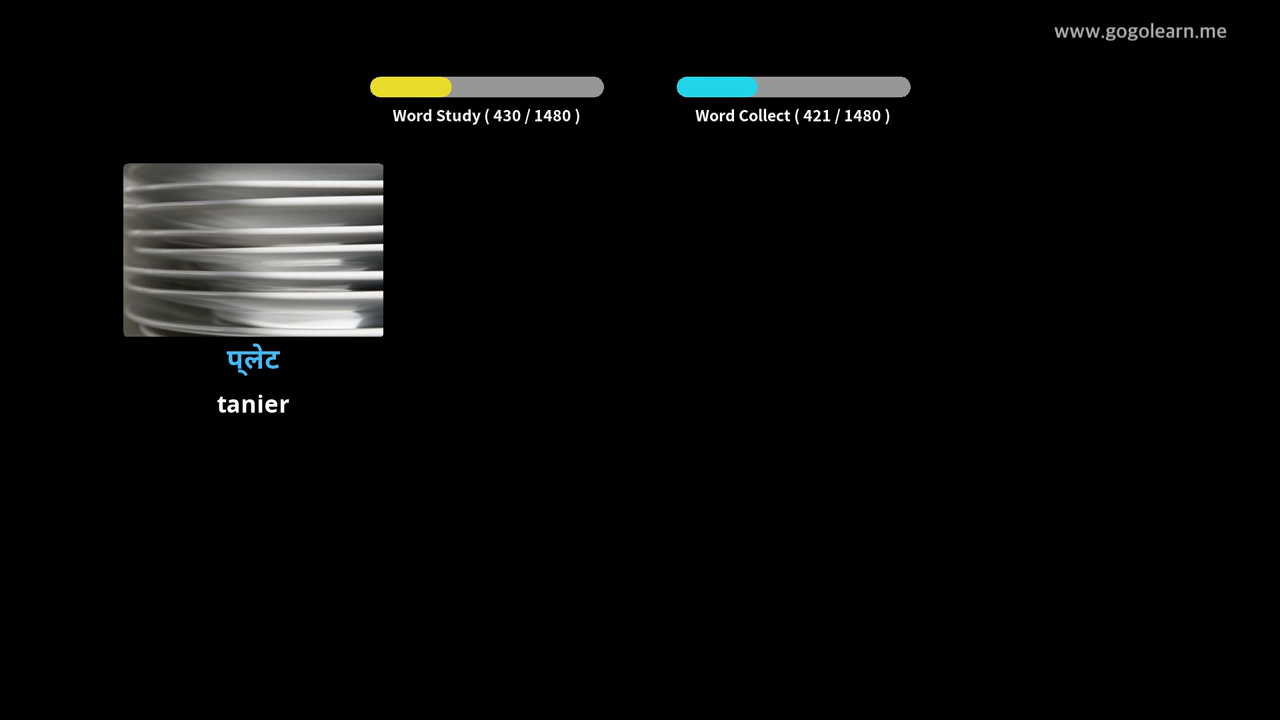 www.gogolearn.me
Word Study ( 430 / 1480 )
Word Collect ( 421 / 1480 )
प्लेट
tanier